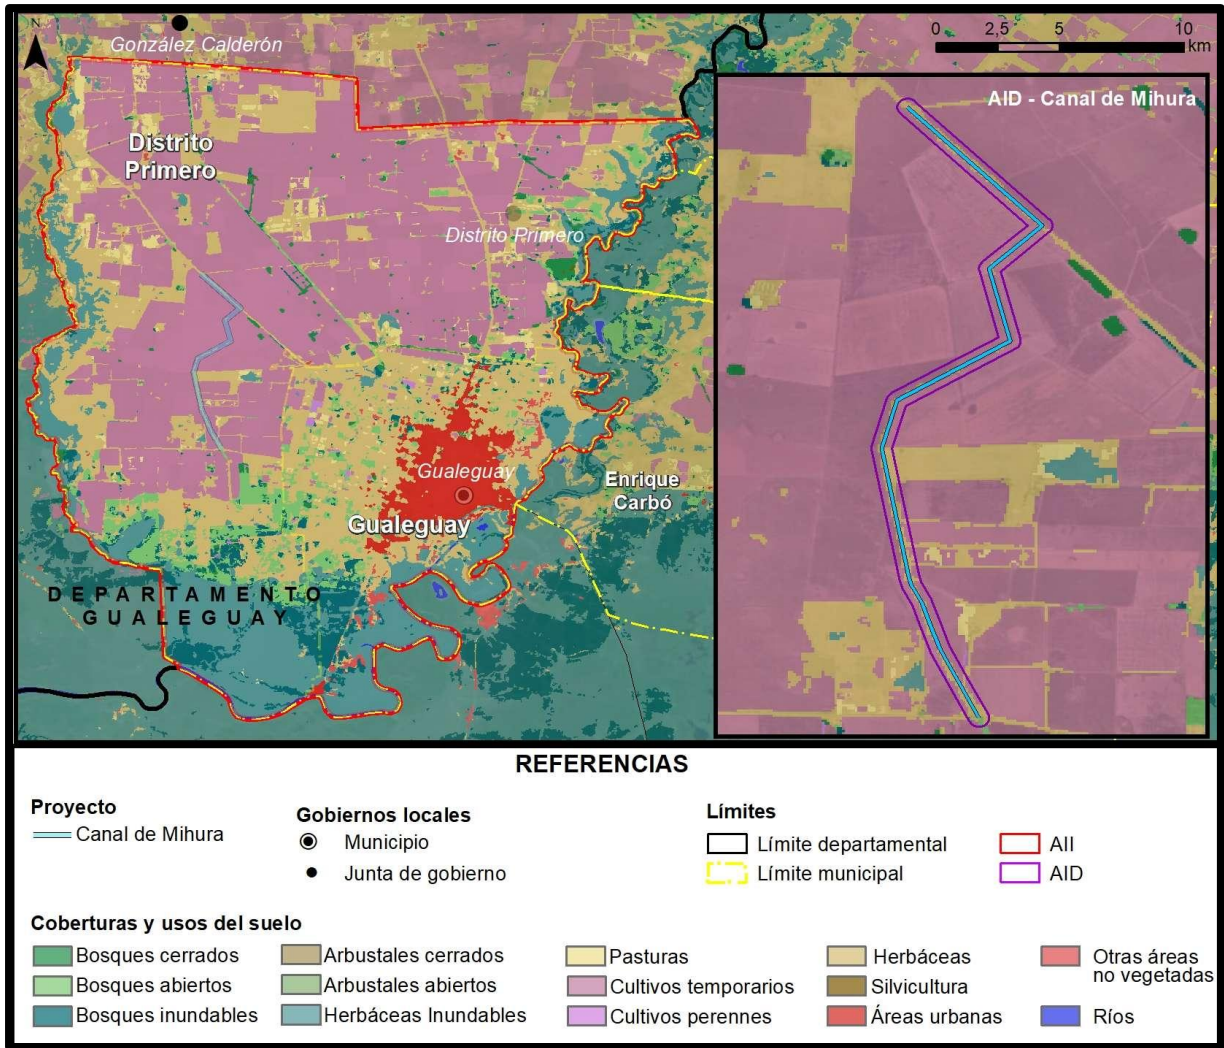 N
González Calderón
0 2,5 5 10
km
AID - Canal de Mihura
Distrito
Primero
Distrito Primero
Gualeguay
Enrique
Carbó
Gualeguay
DEPARTAMENTO
GUALEGUAY
REFERENCIAS
Proyecto
Canal de Mihura
Gobiernos locales
Municipio
Junta de gobierno
Límites
Límite departamental
Límite municipal
AII
AID
Coberturas y usos del suelo
Bosques cerrados
Bosques abiertos
Bosques inundables
Arbustales cerrados
Arbustales abiertos
Herbáceas Inundables
Pasturas
Cultivos temporarios
Cultivos perennes
Herbáceas
Silvicultura
Áreas urbanas
Otras áreas
no vegetadas
Ríos